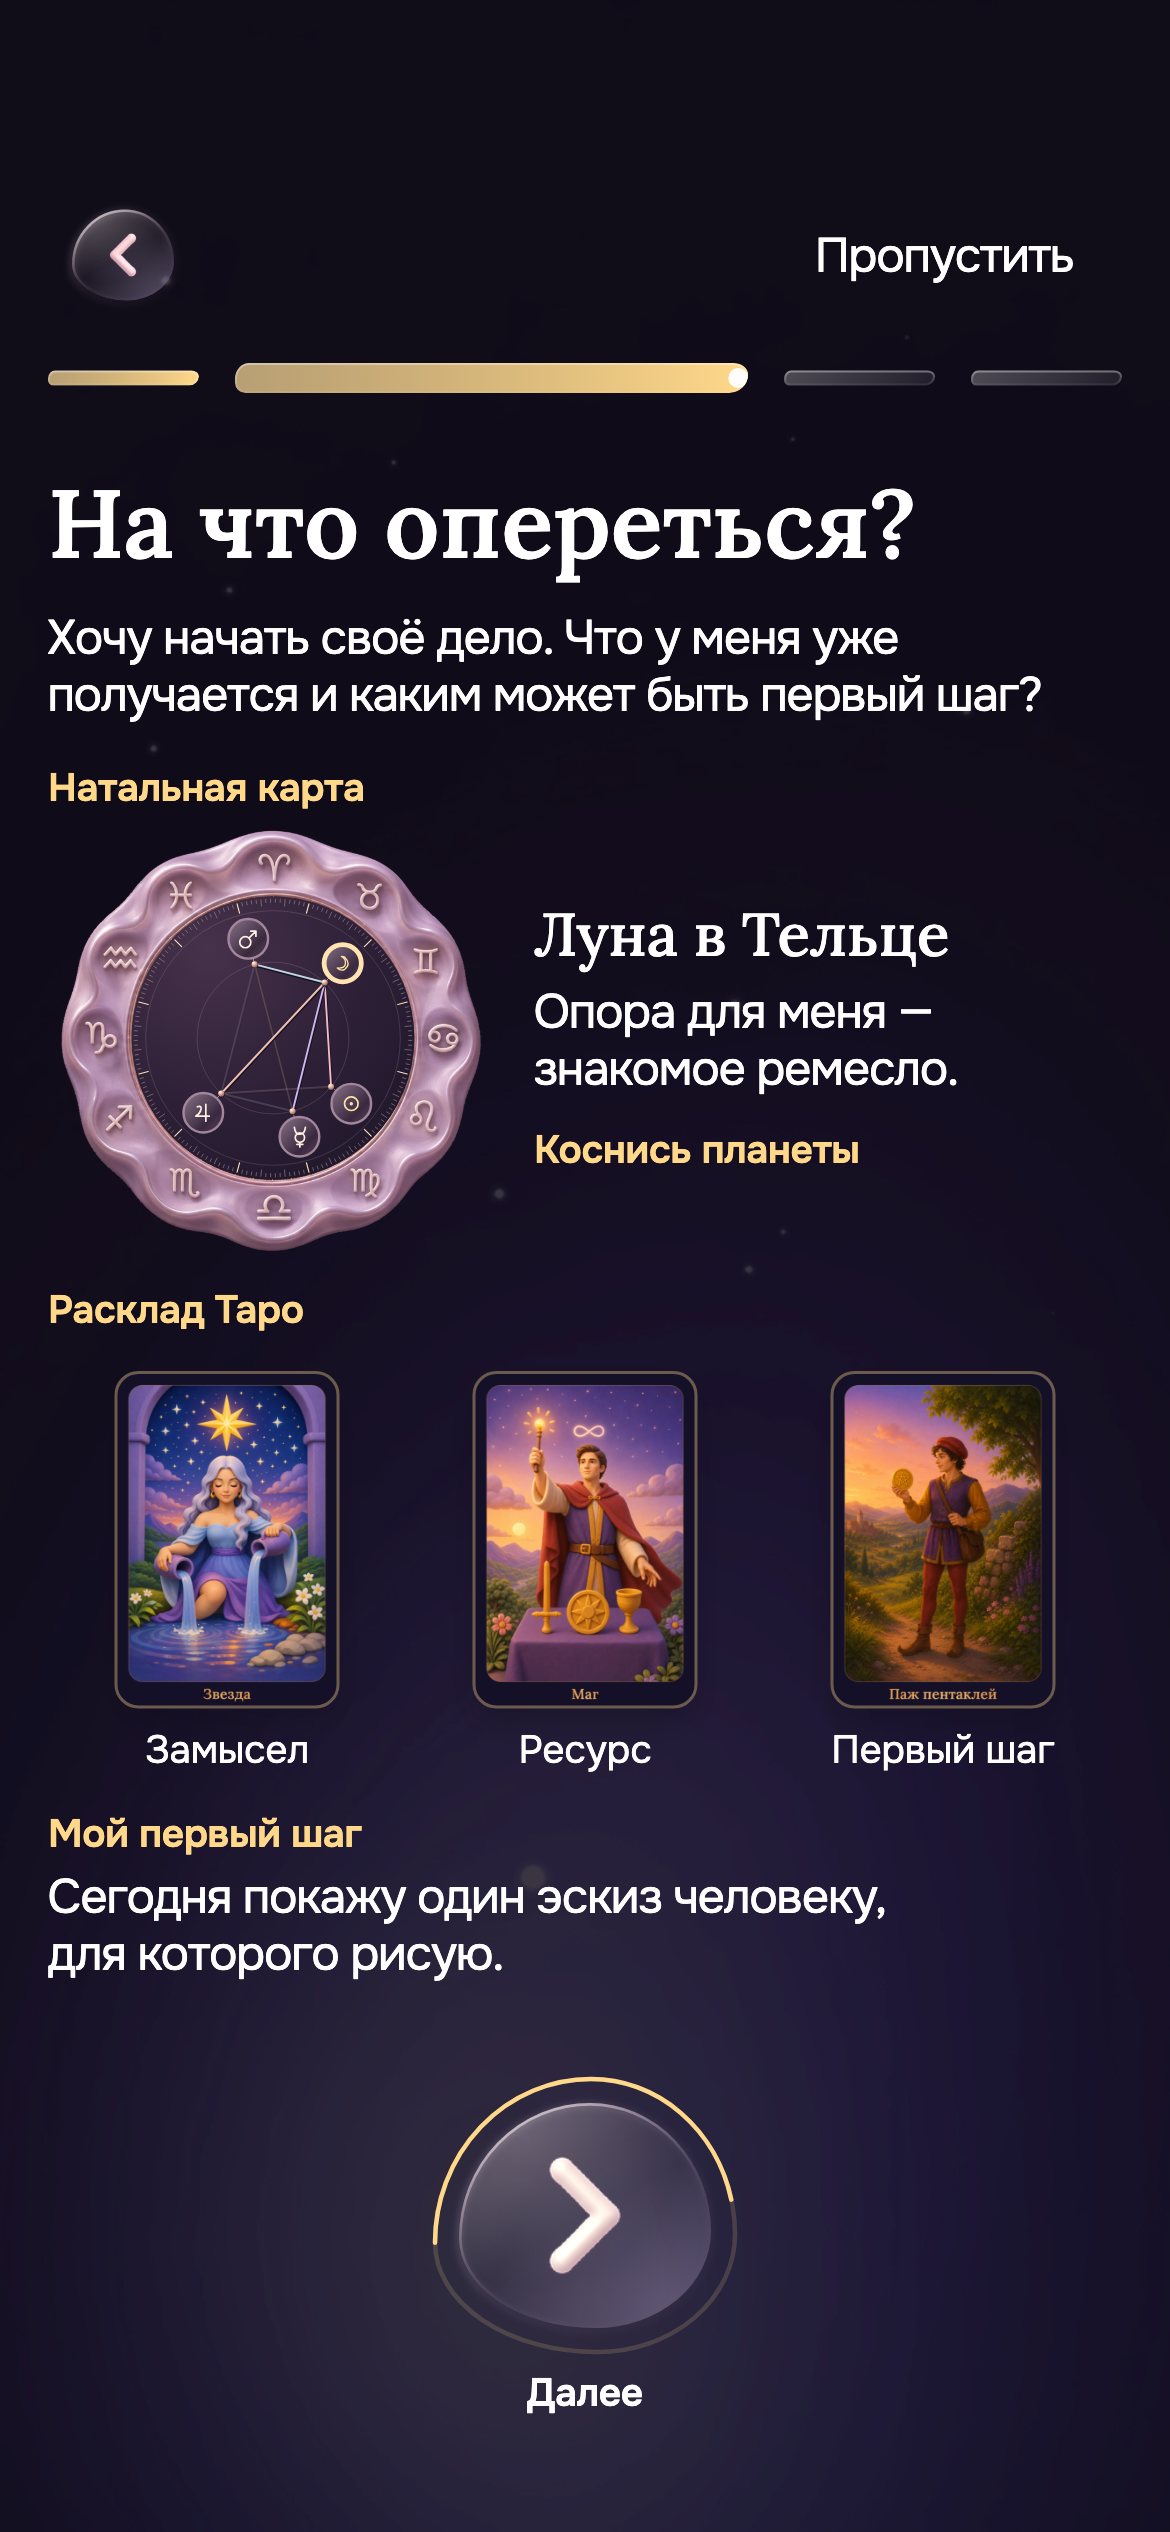 Пропустить
На что опереться?
Хочу начать своё дело. Что у меня уже
получается и каким может быть первый шаг?
Натальная карта
Луна в Тельце
Опора для меня —
знакомое ремесло.
Коснись планеты
Расклад Таро
Звезда
Маг
Паж пентаклей
Замысел
Ресурс
Первый шаг
Мой первый шаг
Сегодня покажу один эскиз человеку,
для которого рисую.
Далее